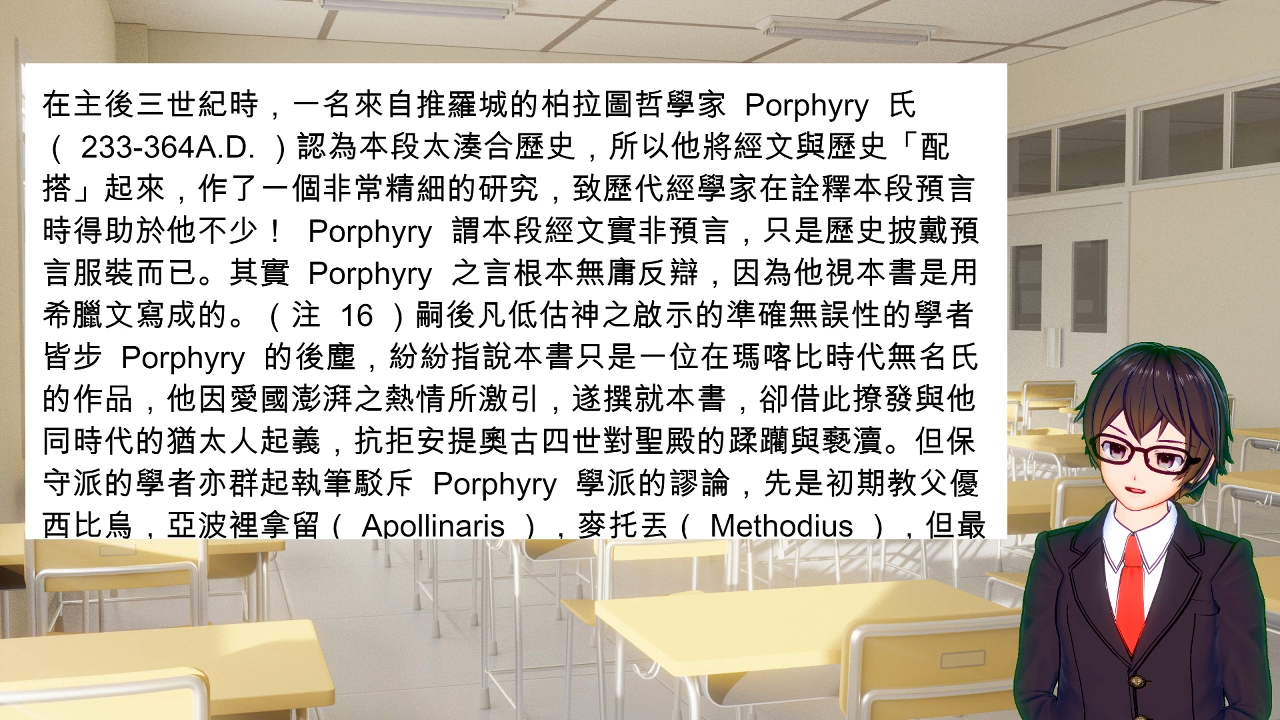 在主後三世紀時，一名來自推羅城的柏拉圖哲學家 Porphyry 氏
（ 233-364A.D. ）認為本段太湊合歷史，所以他將經文與歷史「配
搭」起來，作了一個非常精細的研究，致歷代經學家在詮釋本段預言
時得助於他不少！ Porphyry 謂本段經文實非預言，只是歷史披戴預
言服裝而已。其實 Porphyry 之言根本無庸反辯，因為他視本書是用
希臘文寫成的。（注 16 ）嗣後凡低估神之啟示的準確無誤性的學者
皆步 Porphyry 的後塵，紛紛指說本書只是一位在瑪喀比時代無名氏
的作品，他因愛國澎湃之熱情所激引，遂撰就本書，卻借此撩發與他
同時代的猶太人起義，抗拒安提奧古四世對聖殿的蹂躪與褻瀆。但保
守派的學者亦群起執筆駁斥 Porphyry 學派的謬論，先是初期教父優
西比烏，亞波裡拿留（ Apollinaris ），麥托丟（ Methodius ），但最